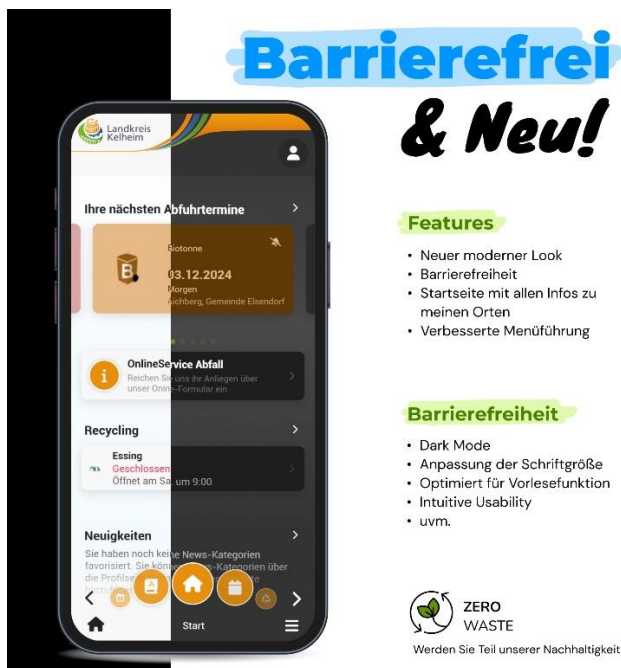 Barrierefrei
& Neu!
Landkreis
Kelheim
Ihre nächsten Abfuhrtermine
Biotonne
B
03.12.2024
Morgen
Aichberg, Gemeinde Elsendorf
OnlineService Abfall
Reichen Sie uns ihr Anliegen über
unser Online-Formular ein
Recycling
Essing
Geschlossen
Öffnet am Sa. um 9:00
Neuigkeiten
Sie haben noch keine News-Kategorien
favorisiert. Sie können News-Kategorien über
die Profilse
Start
Features
• Neuer moderner Look
• Barrierefreiheit
• Startseite mit allen Infos zu
meinen Orten
• Verbesserte Menüführung
Barrierefreiheit
• Dark Mode
• Anpassung der Schriftgröße
• Optimiert für Vorlesefunktion
• Intuitive Usability
• uvm.
ZERO
WASTE
Werden Sie Teil unserer Nachhaltigkeit